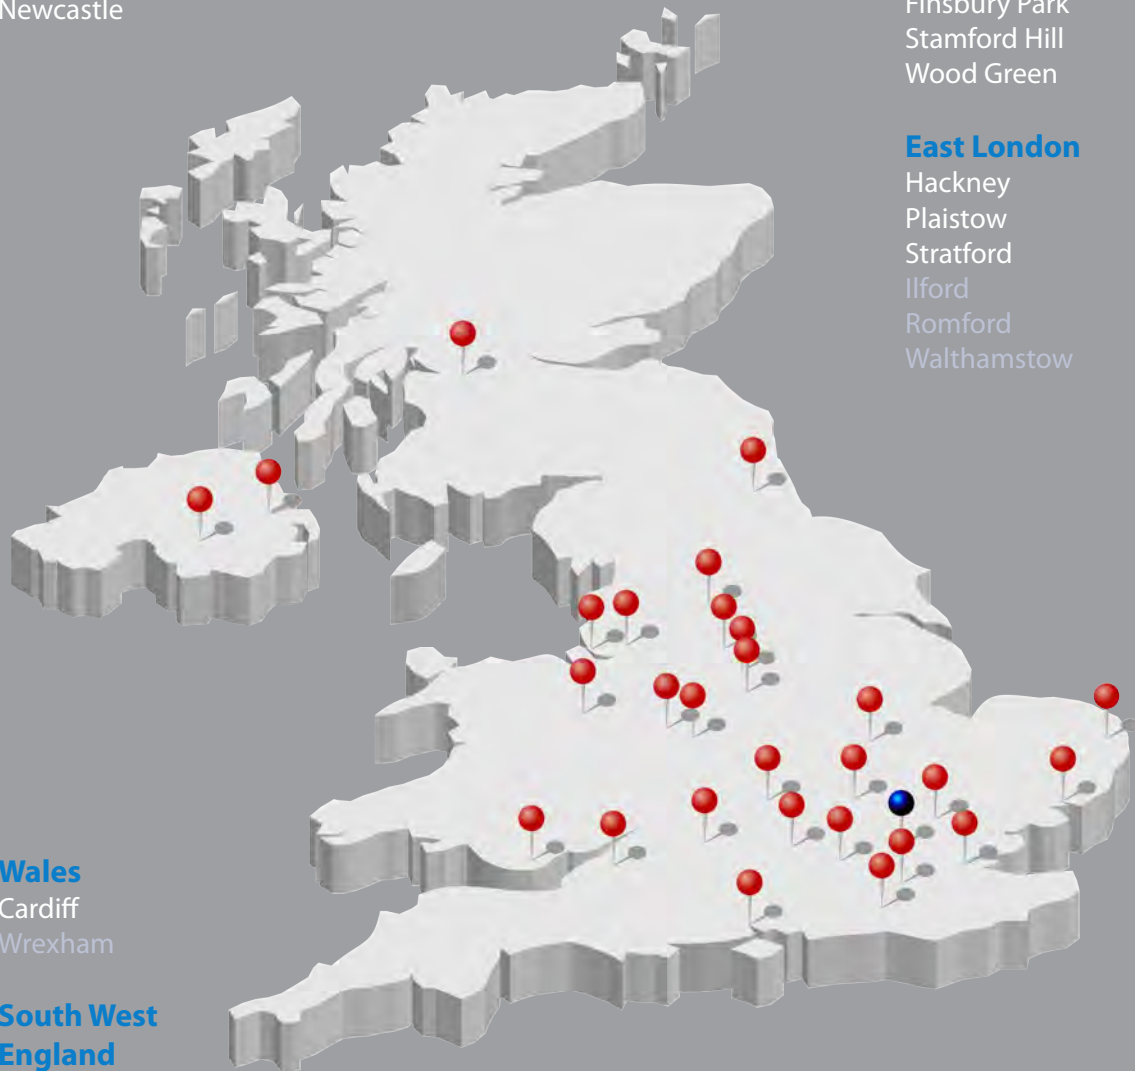 Newcastle
Finsbury Park
Stamford Hill
Wood Green
East London
Hackney
Plaistow
Stratford
Ilford
Romford
Walthamstow
Wales
Cardiff
Wrexham
South West
England